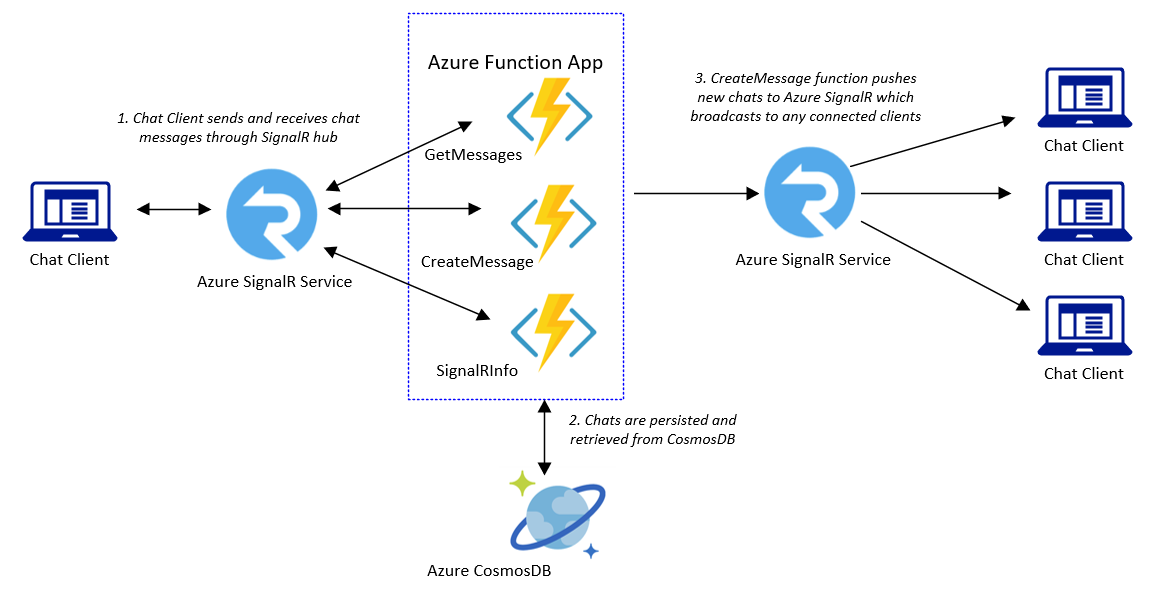 Azure Function App
1. Chat Client sends and receives chat
messages through SignalR hub
3. CreateMessage function pushes
new chats to Azure SignalR which
broadcasts to any connected clients
GetMessages
Chat Client
Chat Client
Azure SignalR Service
CreateMessage
Azure SignalR Service
Chat Client
SignalRInfo
Chat Client
2. Chats are persisted and
retrieved from CosmosDB
Azure CosmosDB